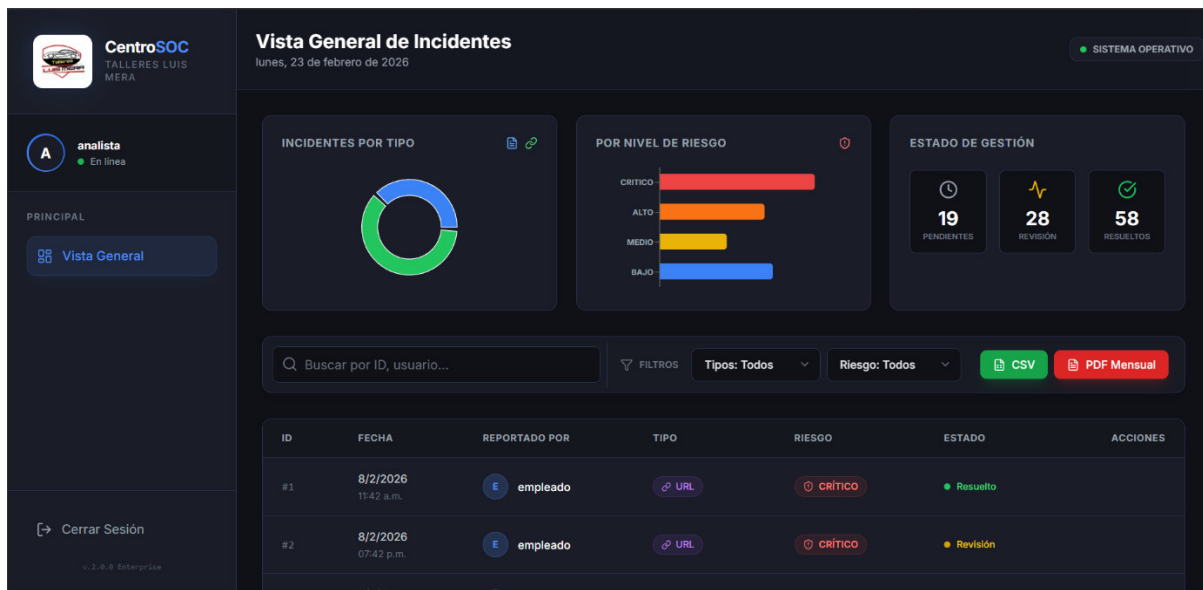 Talleres
LUIS MERA
CentroSOC
TALLERES LUIS
MERA
A
analista
En línea
PRINCIPAL
Vista General
Cerrar Sesión
v.2.0.0 Enterprise
Vista General de Incidentes
lunes, 23 de febrero de 2026
SISTEMA OPERATIVO
INCIDENTES POR TIPO
POR NIVEL DE RIESGO
CRITICO
ALTO
MEDIO
BAJO
ESTADO DE GESTIÓN
19
PENDIENTES
28
REVISIÓN
58
RESUELTOS
Buscar por ID, usuario...
FILTROS
Tipos: Todos
Riesgo: Todos
CSV
PDF Mensual
ID FECHA REPORTADO POR TIPO RIESGO ESTADO ACCIONES
#1 8/2/2026 E empleado URL CRÍTICO Resuelto
11:42 a.m.
#2 8/2/2026 E empleado URL CRÍTICO Revisión
07:42 p.m.